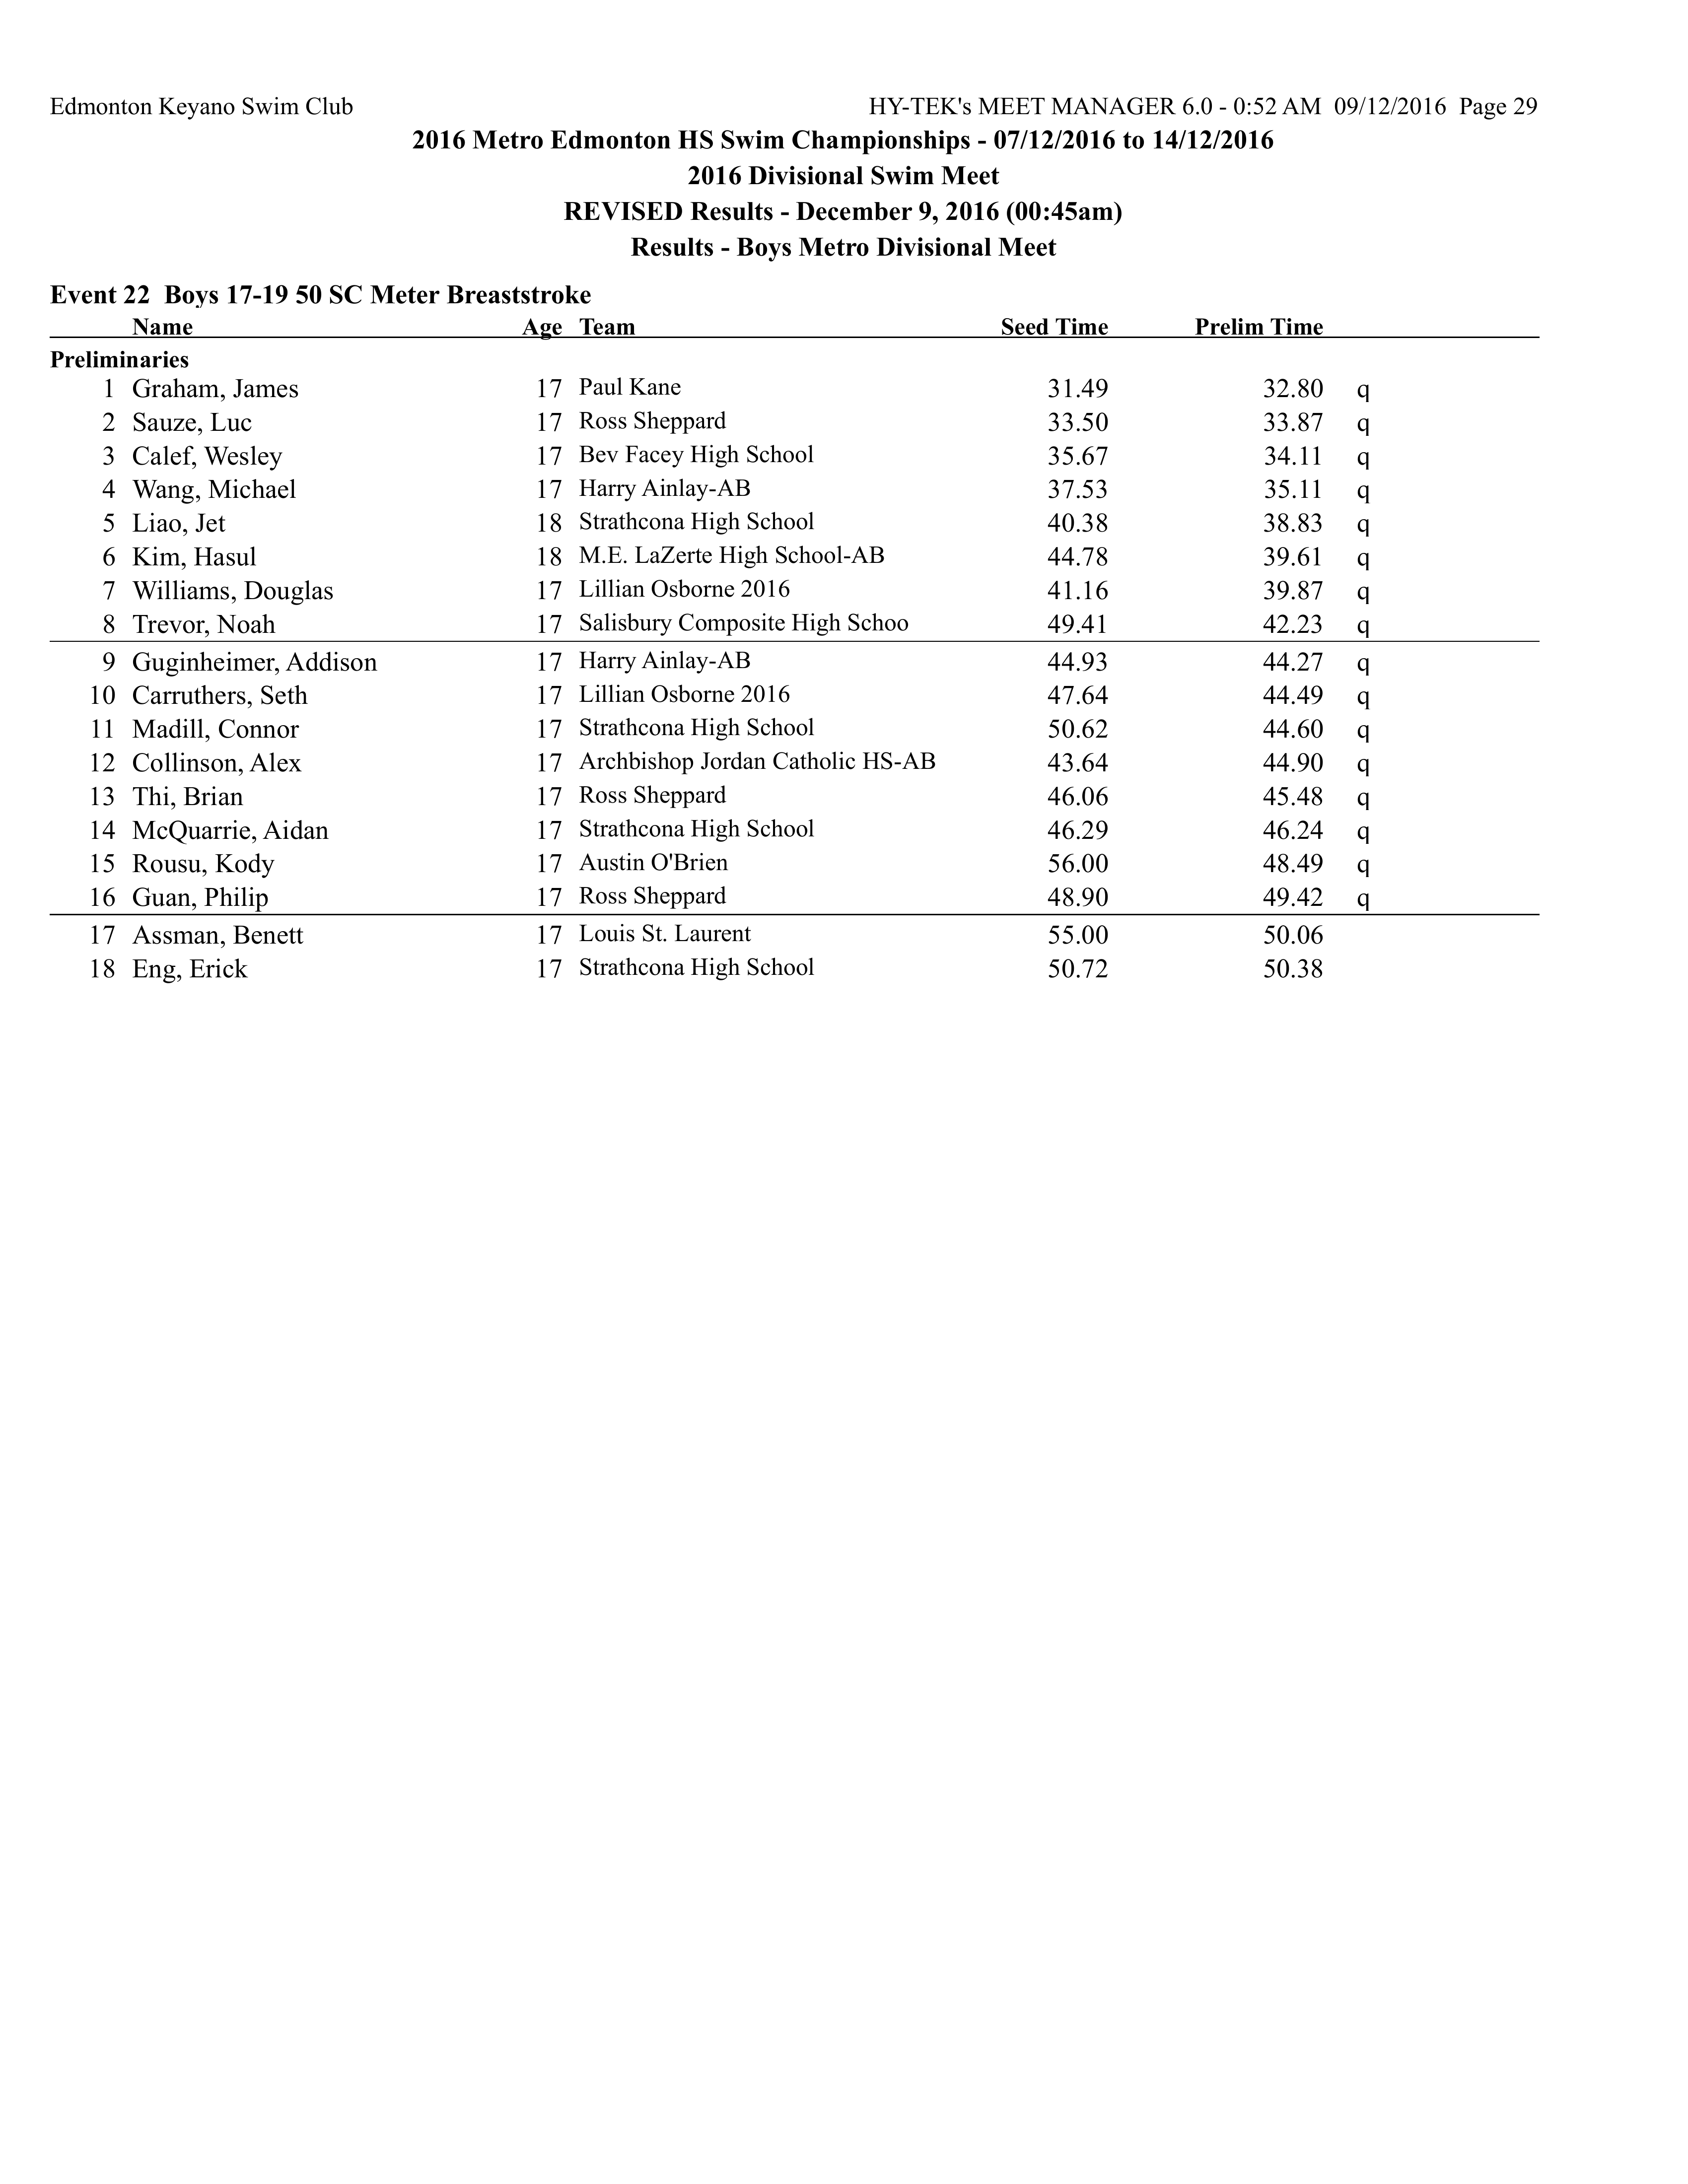 Edmonton Keyano Swim Club HY-TEK's MEET MANAGER 6.0 - 0:52 AM 09/12/2016 Page 29
2016 Metro Edmonton HS Swim Championships - 07/12/2016 to 14/12/2016
2016 Divisional Swim Meet
REVISED Results - December 9, 2016 (00:45am)
Results - Boys Metro Divisional Meet
Event 22 Boys 17-19 50 SC Meter Breaststroke
Name Age Team Seed Time Prelim Time
Preliminaries
1 Graham, James 17 Paul Kane 31.49 32.80 q
2 Sauze, Luc 17 Ross Sheppard 33.50 33.87 q
3 Calef, Wesley 17 Bev Facey High School 35.67 34.11 q
4 Wang, Michael 17 Harry Ainlay-AB 37.53 35.11 q
5 Liao, Jet 18 Strathcona High School 40.38 38.83 q
6 Kim, Hasul 18 M.E. LaZerte High School-AB 44.78 39.61 q
7 Williams, Douglas 17 Lillian Osborne 2016 41.16 39.87 q
8 Trevor, Noah 17 Salisbury Composite High Schoo 49.41 42.23 q
9 Guginheimer, Addison 17 Harry Ainlay-AB 44.93 44.27 q
10 Carruthers, Seth 17 Lillian Osborne 2016 47.64 44.49 q
11 Madill, Connor 17 Strathcona High School 50.62 44.60 q
12 Collinson, Alex 17 Archbishop Jordan Catholic HS-AB 43.64 44.90 q
13 Thi, Brian 17 Ross Sheppard 46.06 45.48 q
14 McQuarrie, Aidan 17 Strathcona High School 46.29 46.24 q
15 Rousu, Kody 17 Austin O'Brien 56.00 48.49 q
16 Guan, Philip 17 Ross Sheppard 48.90 49.42 q
17 Assman, Benett 17 Louis St. Laurent 55.00 50.06
18 Eng, Erick 17 Strathcona High School 50.72 50.38